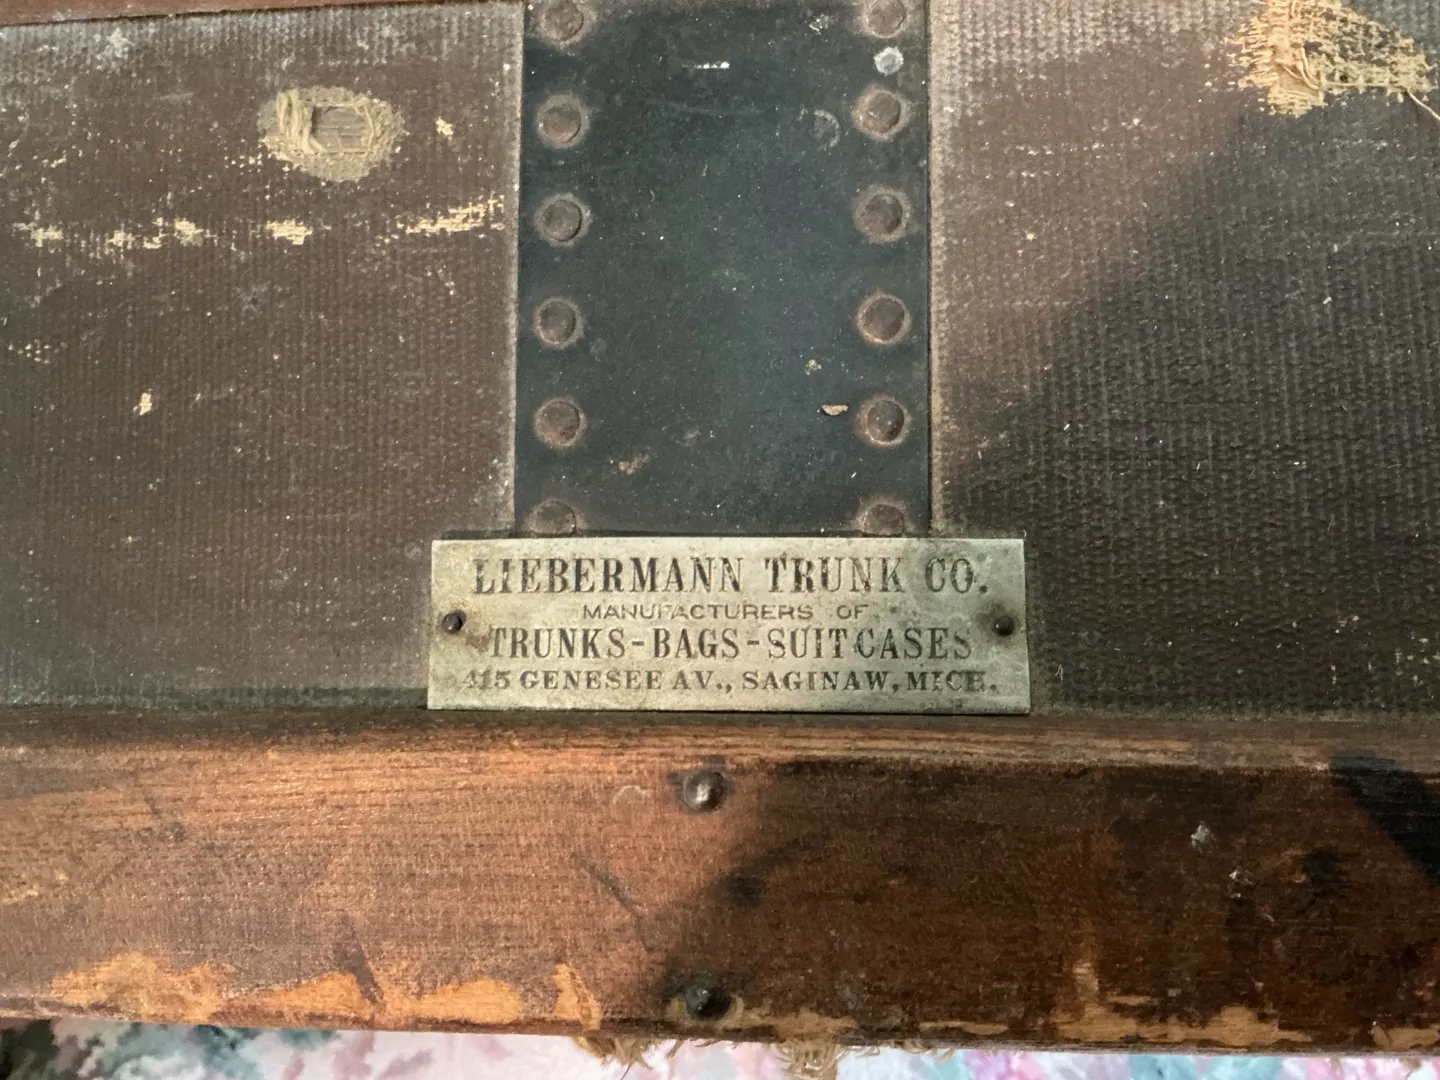 LIEBERMANN TRUNK CO.
MANUFACTURERS OF
TRUNKS-BAGS-SUITCASES
415 GENESEE AV., SAGINAW, MICH.